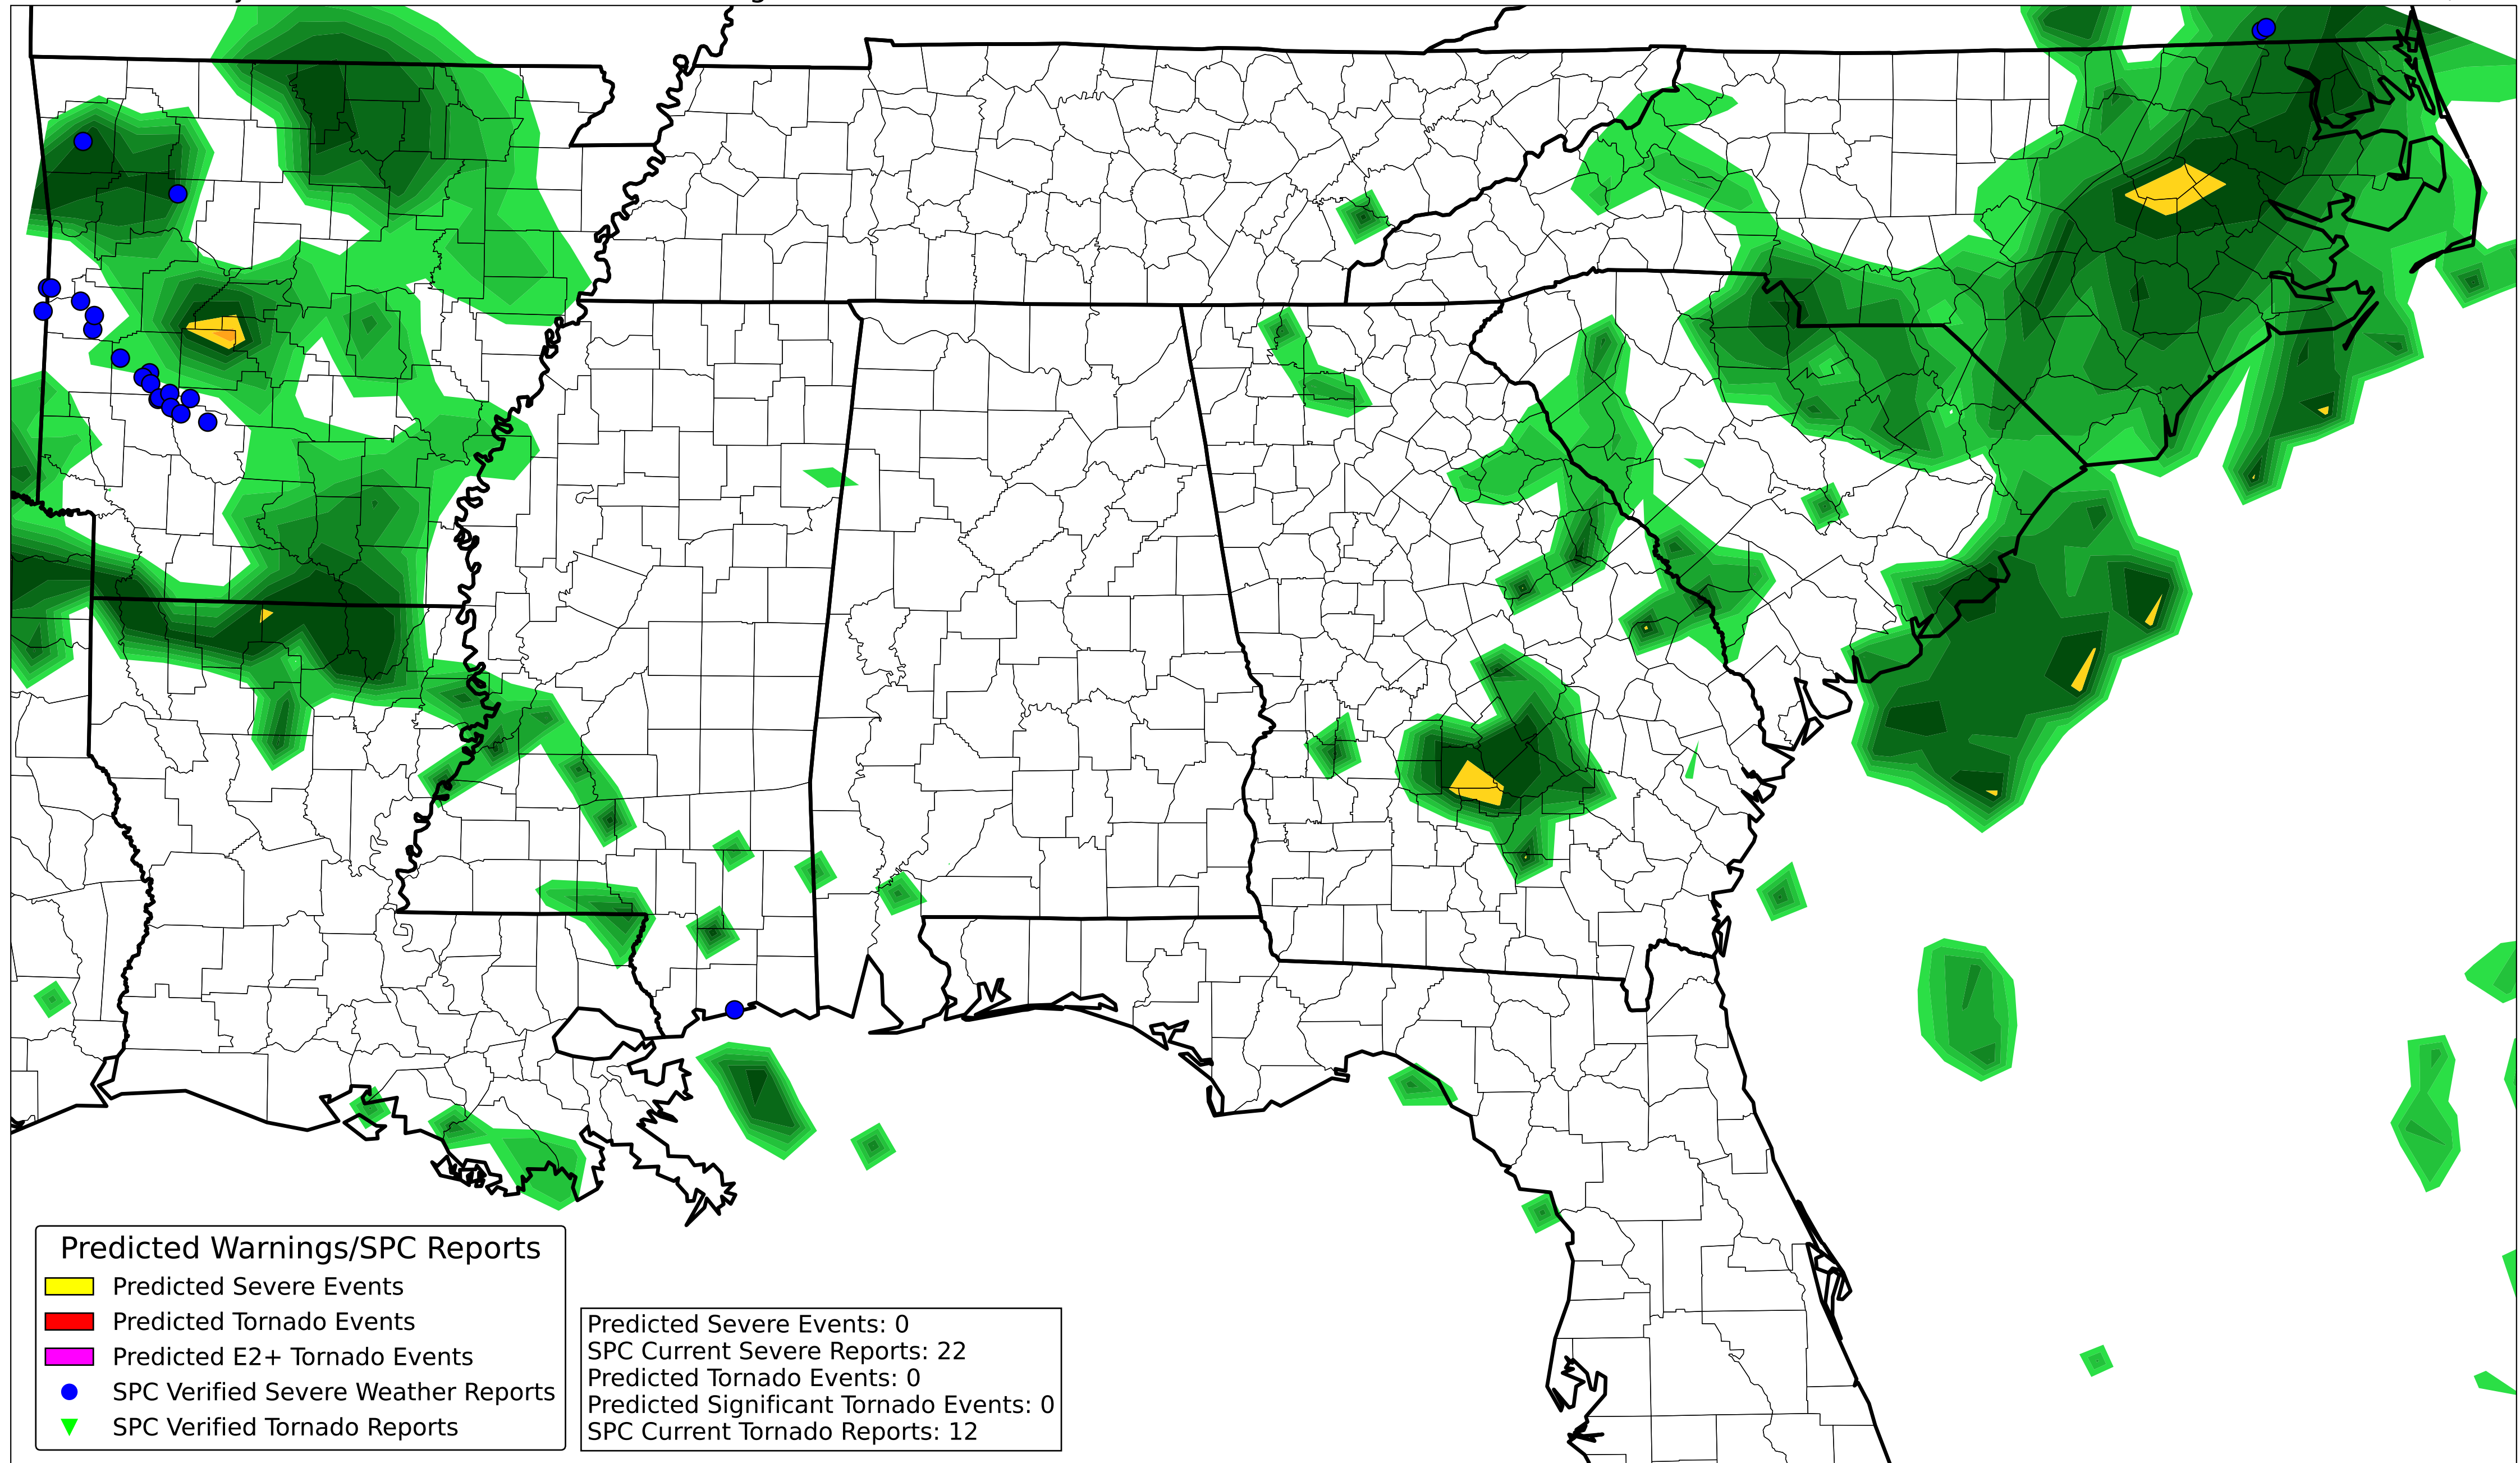 Predicted Warnings/SPC Reports
Predicted Severe Events
Predicted Tornado Events
Predicted E2+ Tornado Events
SPC Verified Severe Weather Reports
SPC Verified Tornado Reports
Predicted Severe Events: 0
SPC Current Severe Reports: 22
Predicted Tornado Events: 0
Predicted Significant Tornado Events: 0
SPC Current Tornado Reports: 12